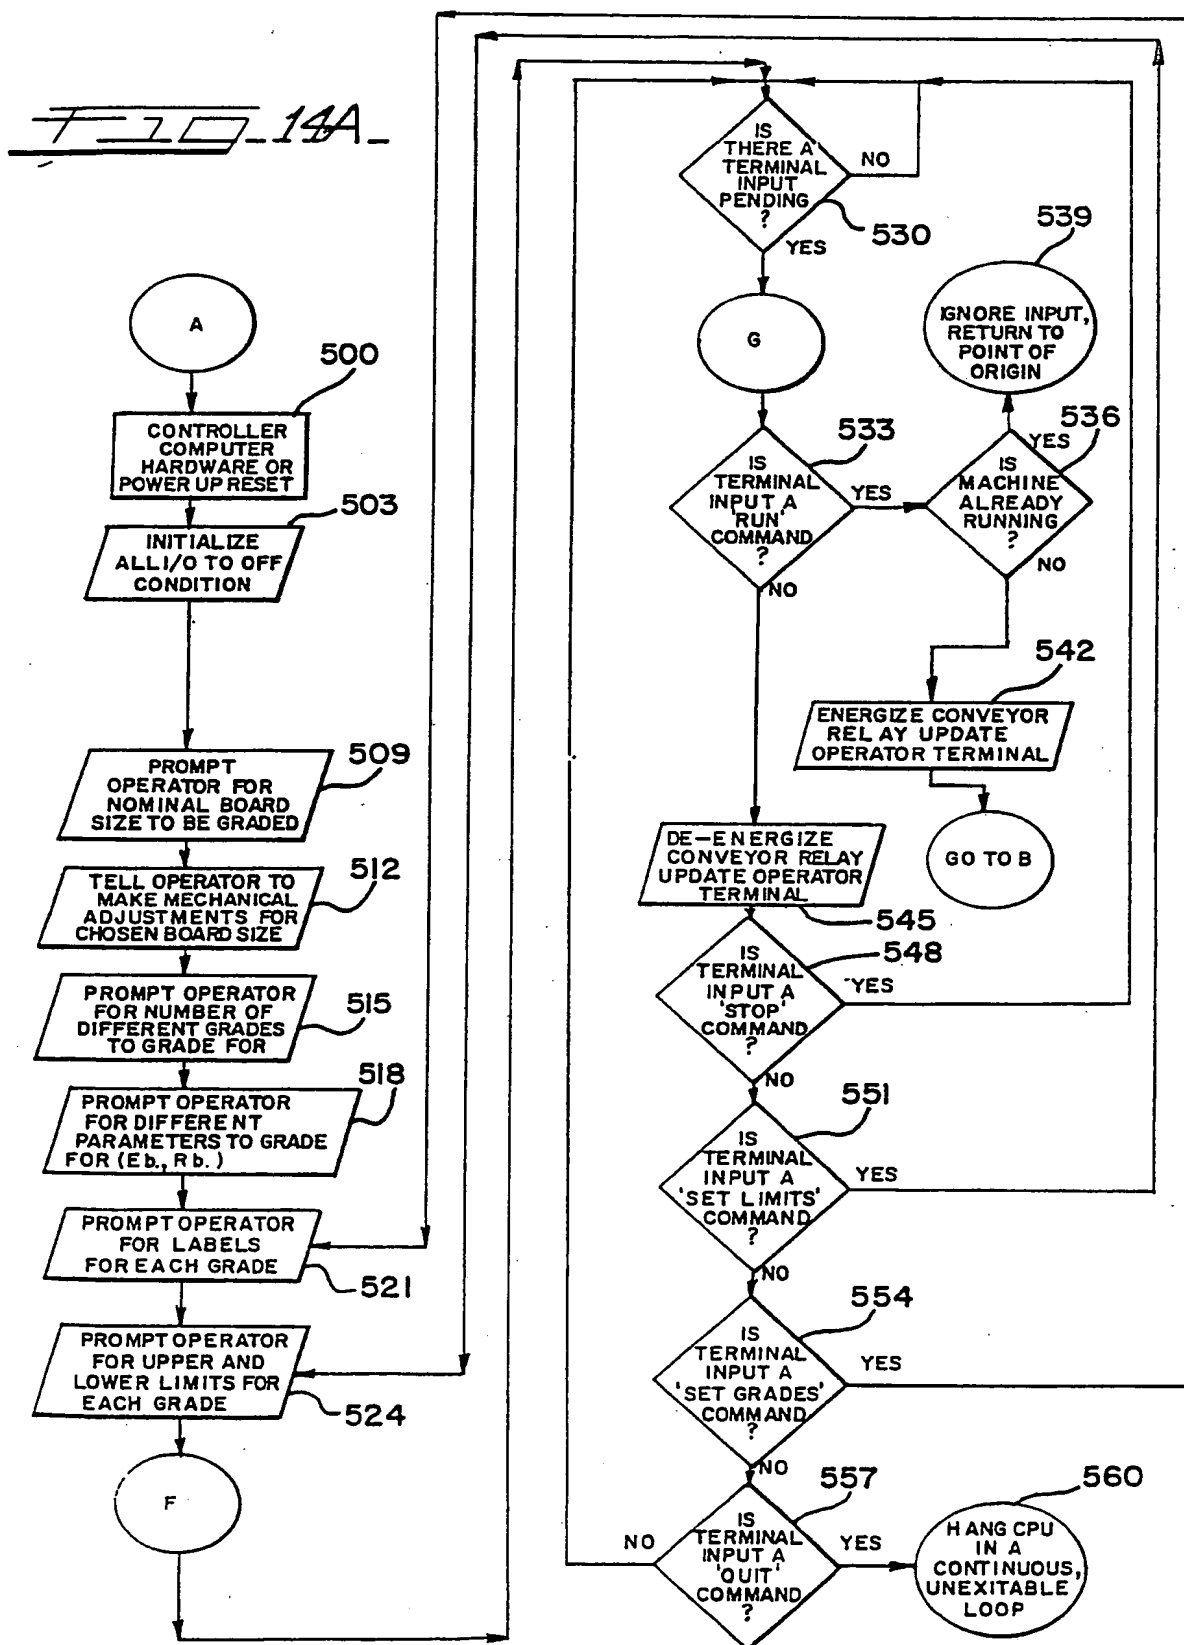 FIG_14A_
A
500
CONTROLLER
COMPUTER
HARDWARE OR
POWER UP RESET
503
INITIALIZE
ALL I/O TO OFF
CONDITION
509
PROMPT
OPERATOR FOR
NOMINAL BOARD
SIZE TO BE GRADED
512
TELL OPERATOR TO
MAKE MECHANICAL
ADJUSTMENTS FOR
CHOSEN BOARD SIZE
PROMPT OPERATOR
FOR NUMBER OF
DIFFERENT GRADES
TO GRADE FOR
515
518
PROMPT OPERATOR
FOR DIFFERENT
PARAMETERS TO GRADE
FOR (Eb., Rb.)
PROMPT OPERATOR
FOR LABELS
FOR EACH GRADE
521
PROMPT OPERATOR
FOR UPPER AND
LOWER LIMITS FOR
EACH GRADE
524
F
IS
THERE A
TERMINAL
INPUT
PENDING
?
NO
530
YES
G
539
IGNORE INPUT,
RETURN TO
POINT OF
ORIGIN
533
IS
TERMINAL
INPUT A
'RUN'
COMMAND
?
YES
NO
536
YES
IS
MACHINE
ALREADY
RUNNING
?
NO
542
ENERGIZE CONVEYOR
RELAY UPDATE
OPERATOR TERMINAL
GO TO B
DE-ENERGIZE
CONVEYOR RELAY
UPDATE OPERATOR
TERMINAL
545
548
IS
TERMINAL
INPUT A
'STOP'
COMMAND
?
YES
NO
551
IS
TERMINAL
INPUT A
'SET LIMITS'
COMMAND
?
YES
NO
554
IS
TERMINAL
INPUT A
'SET GRADES'
COMMAND
?
YES
NO
557
IS
TERMINAL
INPUT A
'QUIT'
COMMAND
?
NO
YES
560
HANG CPU
IN A
CONTINUOUS,
UNEXITABLE
LOOP